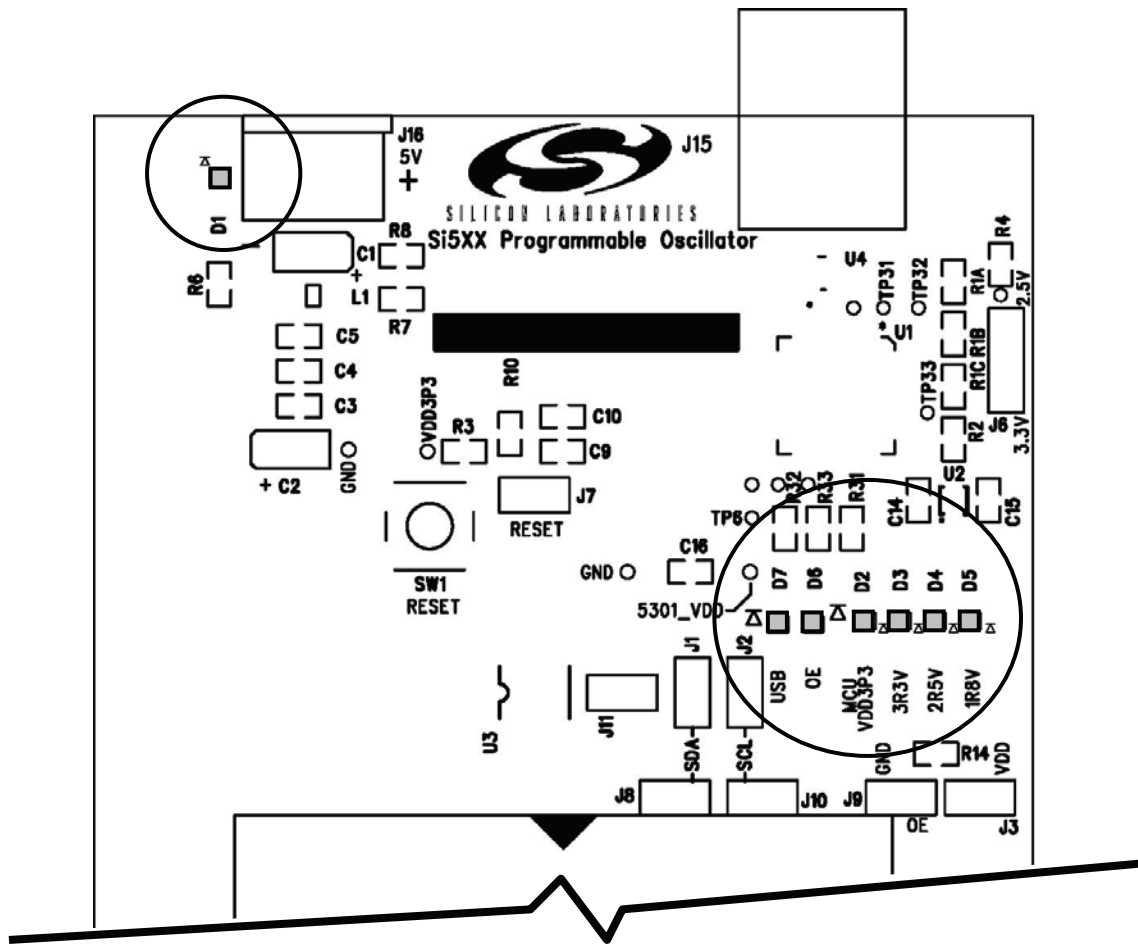 J16
5V
+
J15
SILICON LABORATORIES
Si5XX Programmable Oscillator
D1
R6
C1
+
L1
R8
R7
C5
C4
C3
+ C2
GND
VDD3P3
R3
R10
C10
C9
J7
RESET
SW1
RESET
U4
TP31
TP32
U1
TP33
R4
2.5V
R1A
R1B
R1C
R2
J6
3.3V
U2
C14
C15
R32
R33
R31
TP6
C16
GND
5301_VDD
D7
D6
D2
D3
D4
D5
USB
OE
MCU
VDD3P3
3R3V
2R5V
1R8V
J1
J2
U3
J11
SDA
SCL
GND
R14
VDD
J8
J10
J9
OE
J3